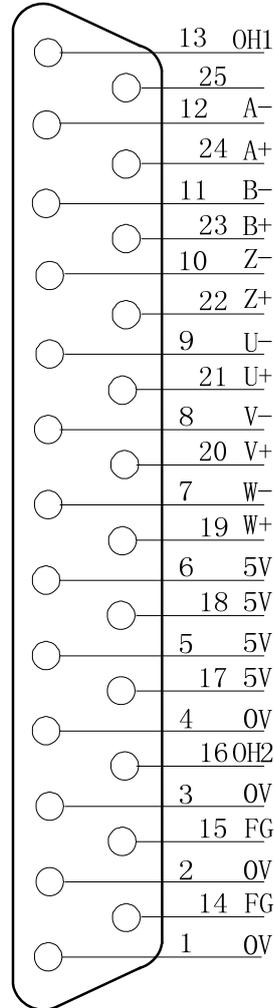 13 OH1
25
12 A-
24 A+
11 B-
23 B+
10 Z-
22 Z+
9 U-
21 U+
8 V-
20 V+
7 W-
19 W+
6 5V
18 5V
5 5V
17 5V
4 0V
16 OH2
3 0V
15 FG
2 0V
14 FG
1 0V